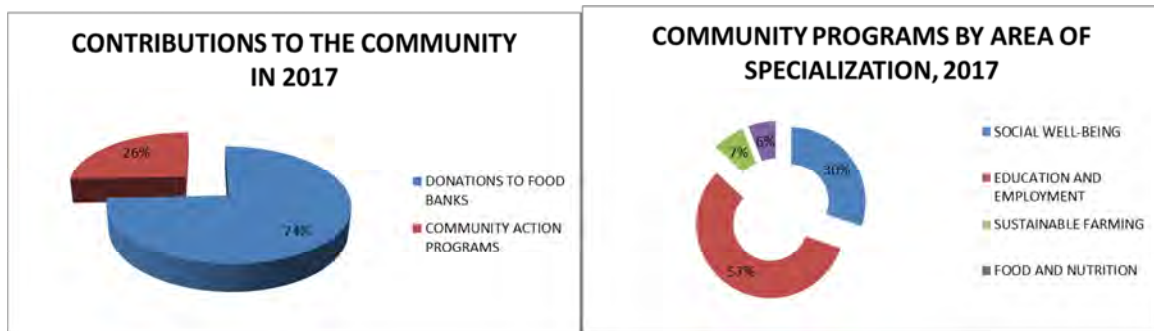 CONTRIBUTIONS TO THE COMMUNITY
IN 2017
26%
74%
DONATIONS TO FOOD
BANKS
COMMUNITY ACTION
PROGRAMS
COMMUNITY PROGRAMS BY AREA OF
SPECIALIZATION, 2017
7%
6%
30%
57%
SOCIAL WELL-BEING
EDUCATION AND
EMPLOYMENT
SUSTAINABLE FARMING
FOOD AND NUTRITION